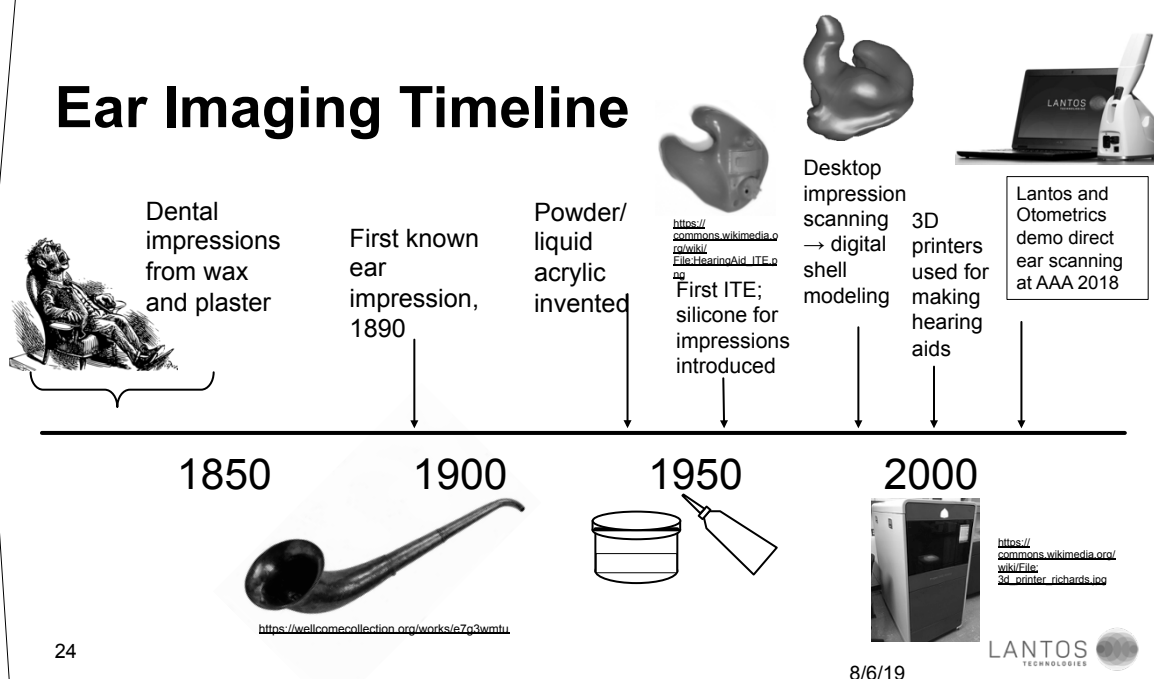 Ear Imaging Timeline
Dental
impressions
from wax
and plaster
First known
ear
impression,
1890
Powder/
liquid
acrylic
invented
https://
commons.wikimedia.o
rg/wiki/
File:HearingAid_ITE.p
ng
First ITE;
silicone for
impressions
introduced
Desktop
impression
scanning
→ digital
shell
modeling
3D
printers
used for
making
hearing
aids
LANTOS
TECHNOLOGIES
Lantos and
Otometrics
demo direct
ear scanning
at AAA 2018
1850
1900
1950
2000
https://wellcomecollection.org/works/e7g3wmtu
https://
commons.wikimedia.org/
wiki/File:
3d_printer_richards.jpg
24
8/6/19
LANTOS
TECHNOLOGIES